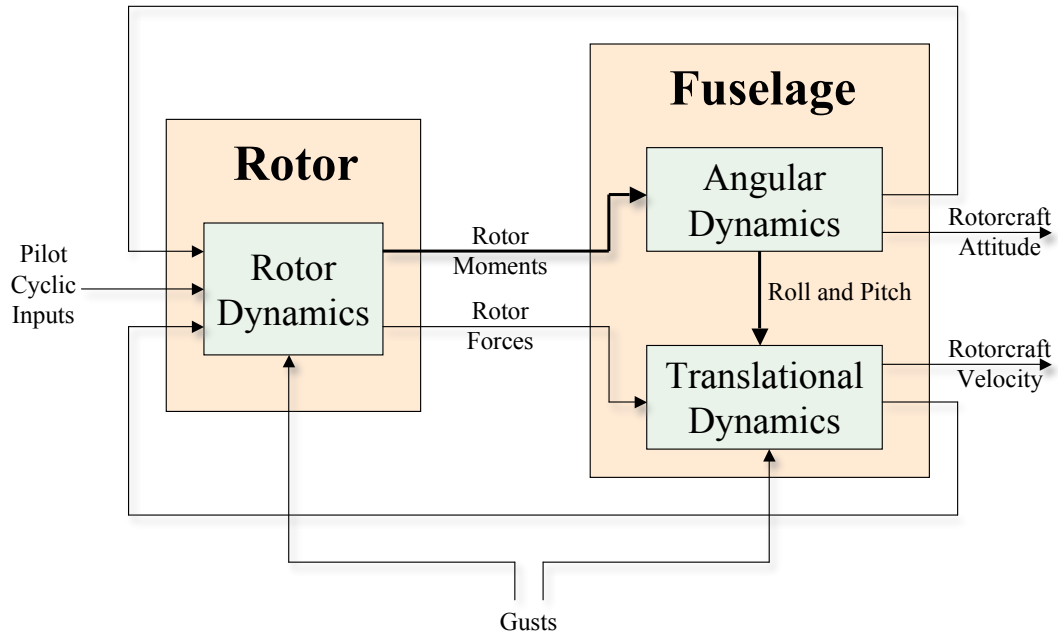 Fuselage
Rotor
Angular
Dynamics
Rotorcraft
Attitude
Pilot
Cyclic
Inputs
Rotor
Dynamics
Rotor
Moments
Roll and Pitch
Rotor
Forces
Translational
Dynamics
Rotorcraft
Velocity
Gusts